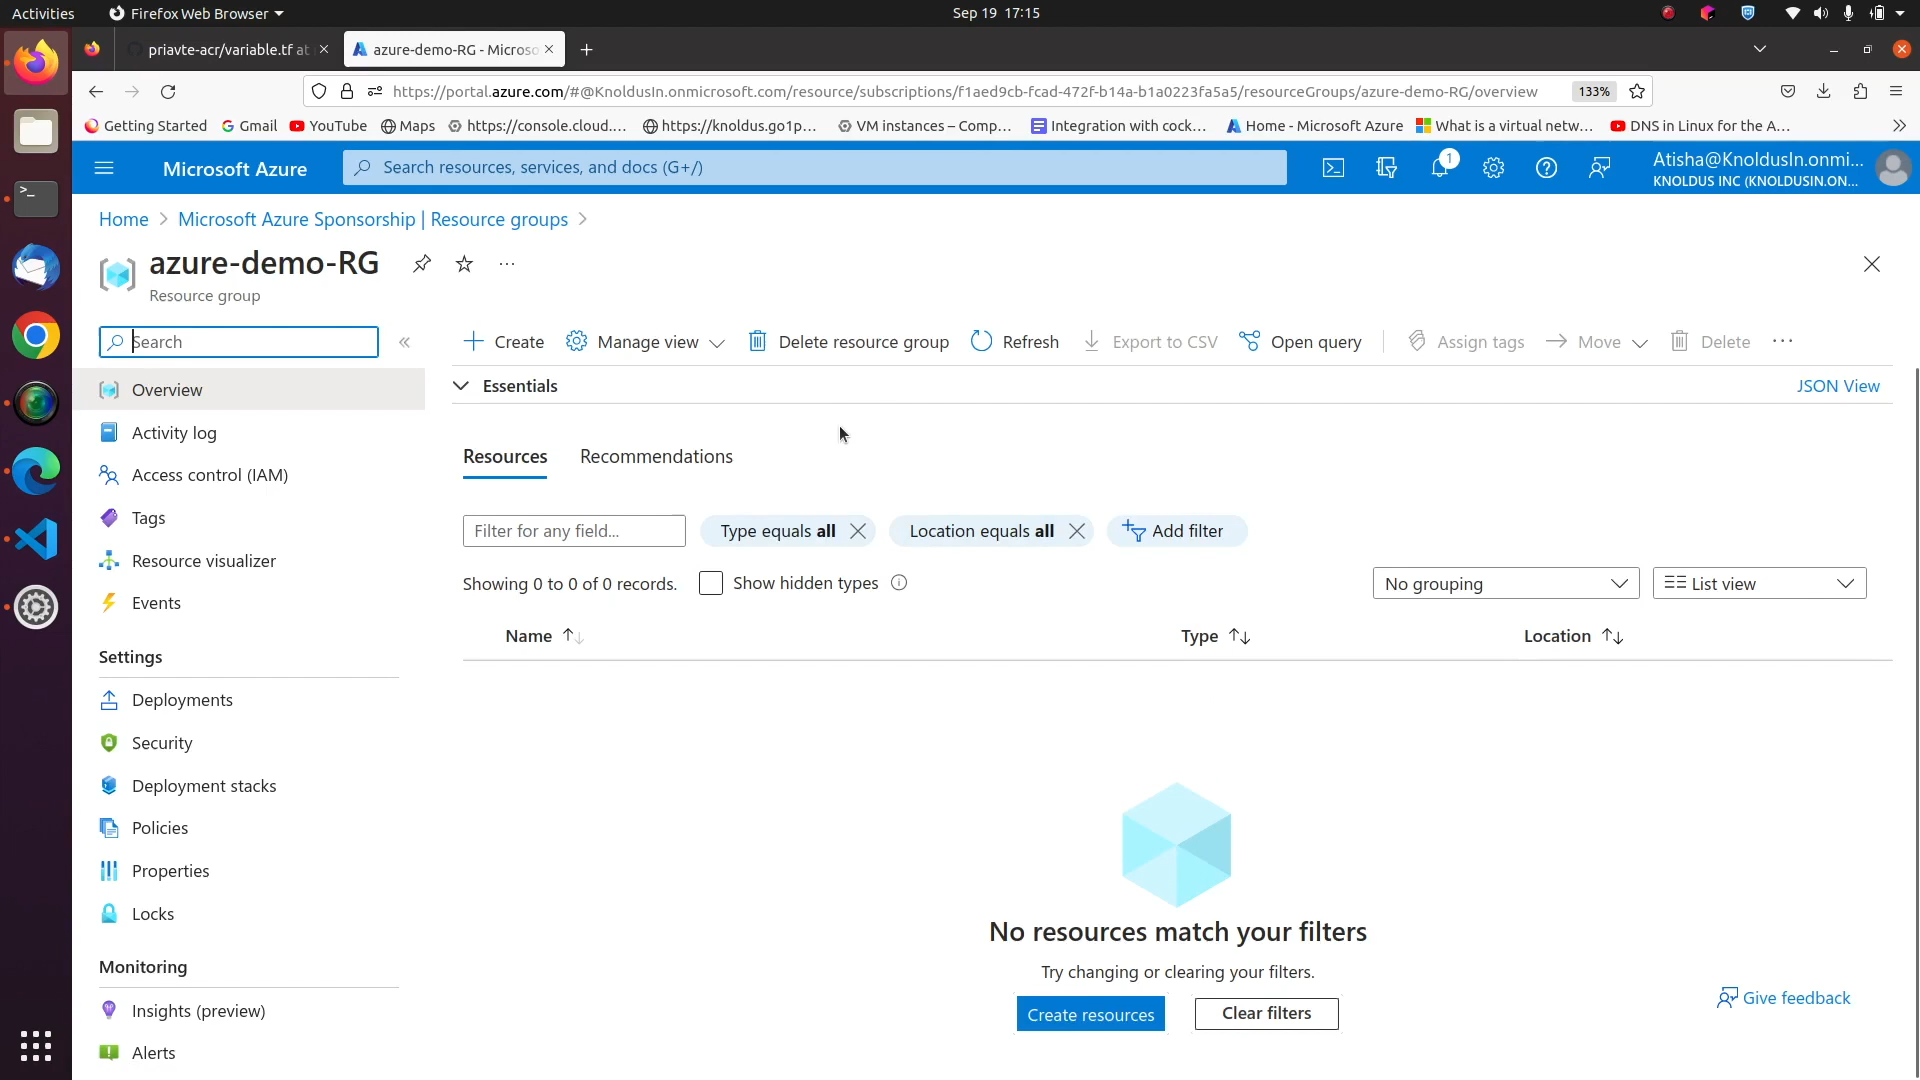 Activities
Firefox Web Browser
Sep 19 17:15
priavte-acr/variable.tf at
azure-demo-RG - Microso
https://portal.azure.com/#@KnoldusIn.onmicrosoft.com/resource/subscriptions/f1aed9cb-fcad-472f-b14a-b1a0223fa5a5/resourceGroups/azure-demo-RG/overview
133%
Getting Started
Gmail
YouTube
Maps
https://console.cloud....
https://knoldus.go1p...
VM instances – Comp...
Integration with cock...
Home - Microsoft Azure
What is a virtual netw...
DNS in Linux for the A...
Microsoft Azure
Search resources, services, and docs (G+/)
1
Atisha@KnoldusIn.onmi...
KNOLDUS INC (KNOLDUSIN.ON...
Home > Microsoft Azure Sponsorship | Resource groups >
azure-demo-RG
Resource group
Search
Create
Manage view
Delete resource group
Refresh
Export to CSV
Open query
Assign tags
Move
Delete
Essentials
JSON View
Overview
Activity log
Access control (IAM)
Tags
Resource visualizer
Events
Settings
Deployments
Security
Deployment stacks
Policies
Properties
Locks
Monitoring
Insights (preview)
Alerts
Resources
Recommendations
Filter for any field...
Type equals all
Location equals all
Add filter
Showing 0 to 0 of 0 records.
Show hidden types
No grouping
List view
Name
Type
Location
No resources match your filters
Try changing or clearing your filters.
Create resources
Clear filters
Give feedback